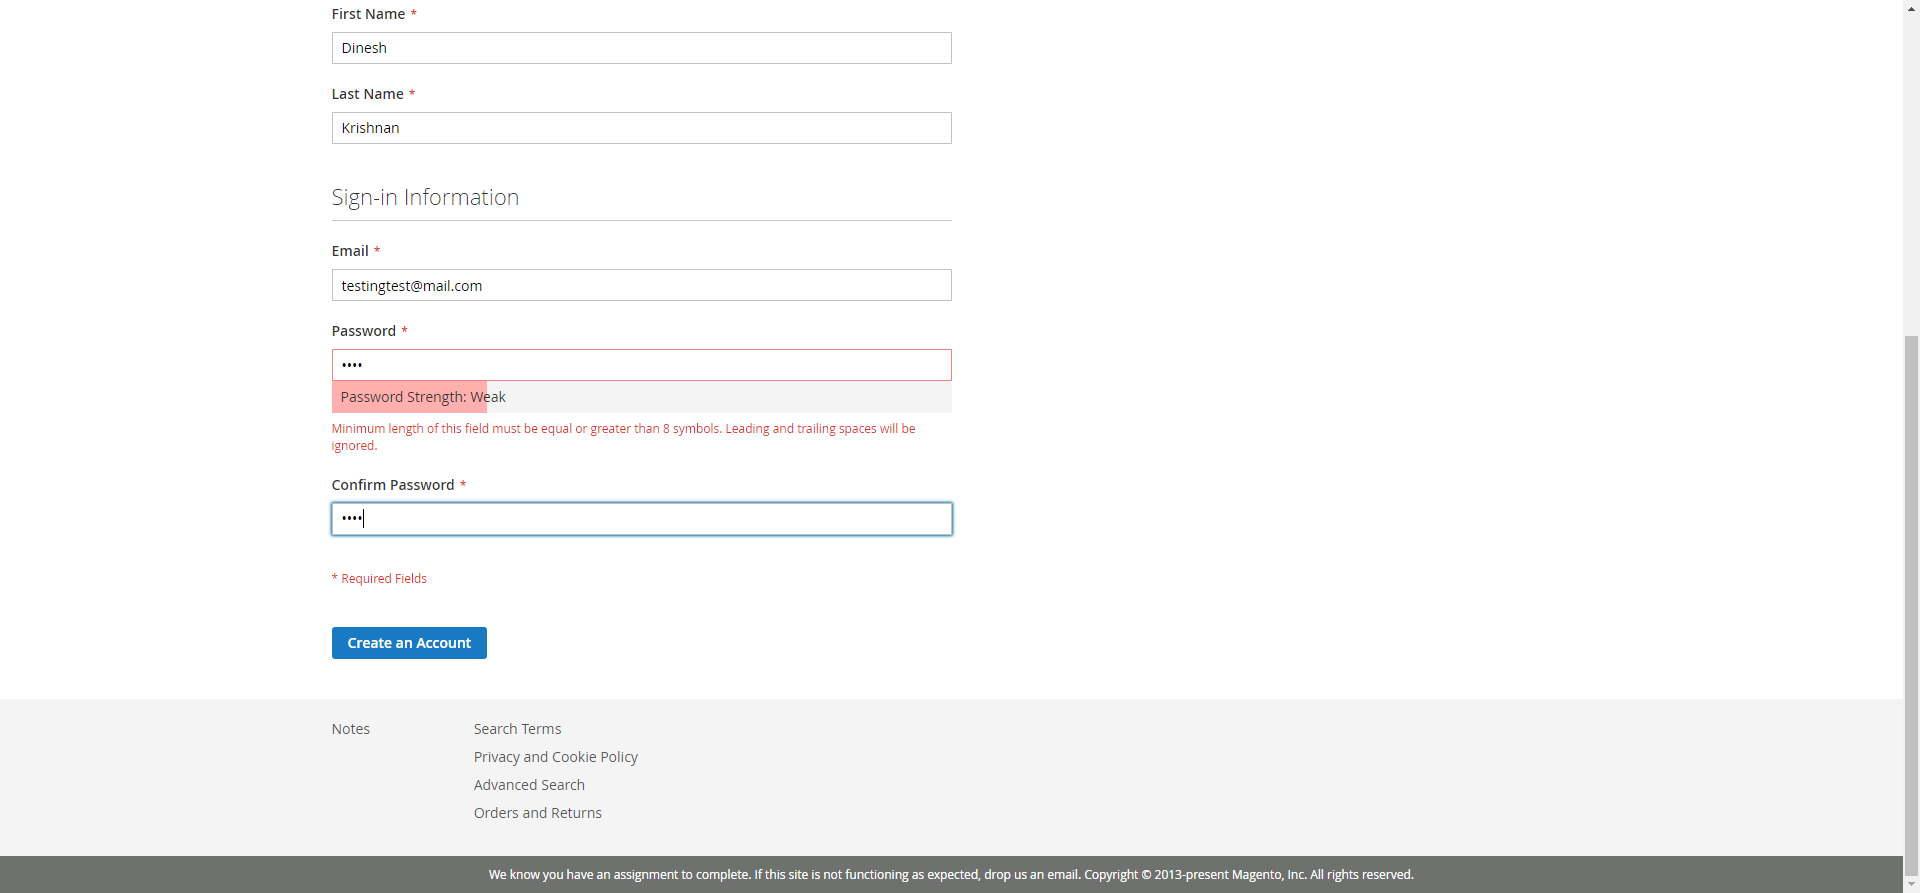 First Name *
Dinesh
Last Name *
Krishnan
Sign-in Information
Email *
testingtest@mail.com
Password *
••••
Password Strength: Weak
Minimum length of this field must be equal or greater than 8 symbols. Leading and trailing spaces will be
ignored.
Confirm Password *
••••
* Required Fields
Create an Account
Notes
Search Terms
Privacy and Cookie Policy
Advanced Search
Orders and Returns
We know you have an assignment to complete. If this site is not functioning as expected, drop us an email. Copyright © 2013-present Magento, Inc. All rights reserved.